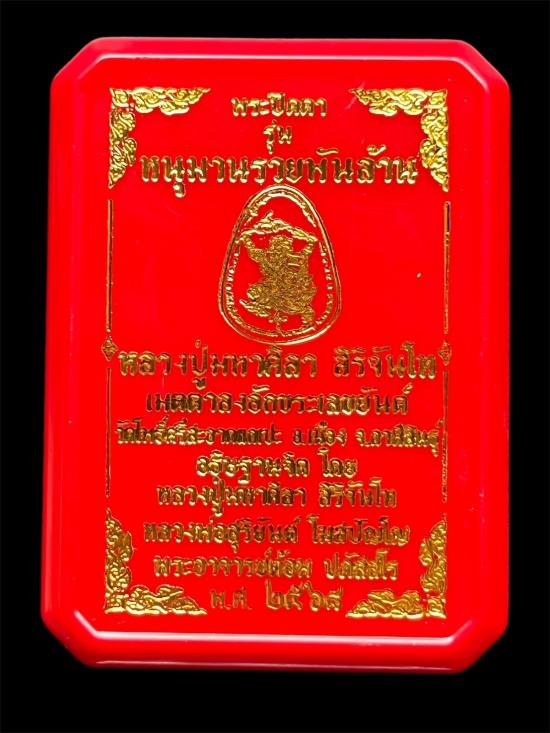 พระปิดตา
รุ่น
หนุมานรวยพันล้าน
หลวงปู่มหาศิลา สิริจันโท
เมตตาลงอักขระเลขยันต์
วัดโพธิ์ศรีสะอาด อ.เมือง จ.กาฬสินธุ์
อธิษฐานจิต โดย
หลวงปู่มหาศิลา สิริจันโท
หลวงพ่อสุริยันต์ โฆสปัญโญ
พระอาจารย์ต้อม ปภัสสโร
พ.ศ. ๒๕๖๘